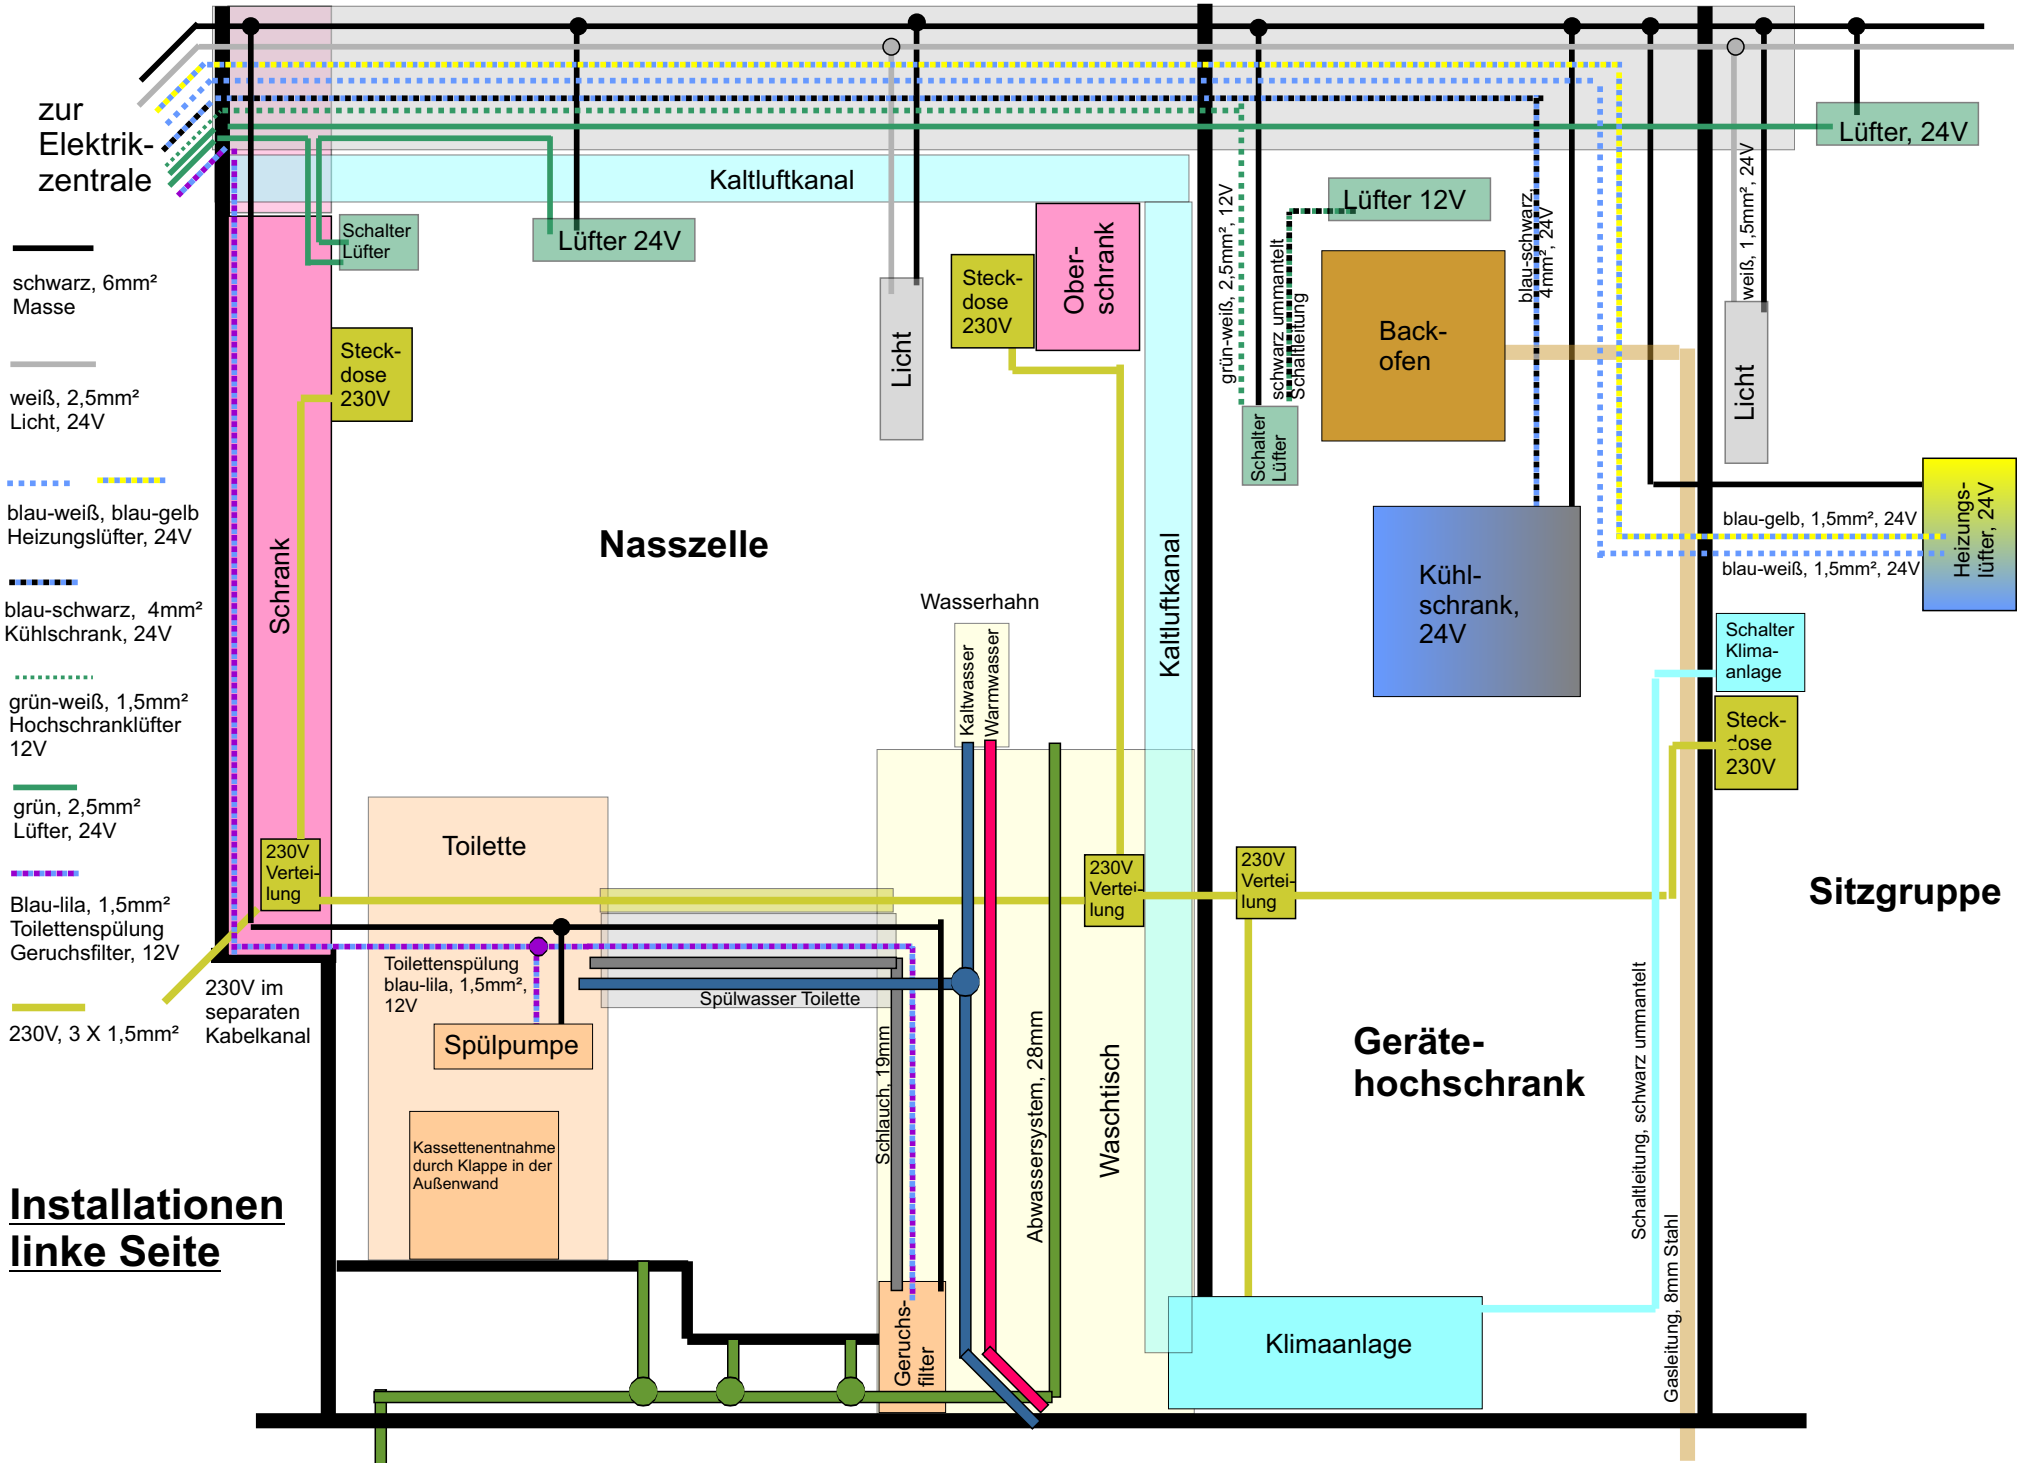 zur
Elektrik-
zentrale
schwarz, 6mm²
Masse
weiß, 2,5mm²
Licht, 24V
blau-weiß, blau-gelb
Heizungslüfter, 24V
blau-schwarz,  4mm²
Kühlschrank, 24V
grün-weiß, 1,5mm²
Hochschranklüfter
12V
grün, 2,5mm²
Lüfter, 24V
Blau-lila, 1,5mm²
Toilettenspülung
Geruchsfilter, 12V
230V, 3 X 1,5mm²
230V im
separaten
Kabelkanal
Installationen
linke Seite
Kaltluftkanal
Schalter
Lüfter
Lüfter 24V
Steck-
dose
230V
Schrank
230V
Vertei-
lung
Nasszelle
Licht
Steck-
dose
230V
Ober-
schrank
Wasserhahn
Kaltwasser
Warmwasser
Kaltluftkanal
Toilette
Toilettenspülung
blau-lila, 1,5mm²,
12V
Spülpumpe
Kassettenentnahme
durch Klappe in der
Außenwand
Spülwasser Toilette
Schlauch, 19mm
Geruchs-
filter
Abwassersystem, 28mm
Waschtisch
230V
Vertei-
lung
230V
Vertei-
lung
grün-weiß, 2,5mm², 12V
schwarz ummantelt
Schaltleitung
Lüfter 12V
Schalter
Lüfter
Back-
ofen
blau-schwarz,
4mm², 24V
Kühl-
schrank,
24V
Geräte-
hochschrank
Klimaanlage
Schaltleitung, schwarz ummantelt
Gasleitung, 8mm Stahl
Lüfter, 24V
weiß, 1,5mm², 24V
Licht
blau-gelb, 1,5mm², 24V
blau-weiß, 1,5mm², 24V
Heizungs-
lüfter, 24V
Schalter
Klima-
anlage
Steck-
dose
230V
Sitzgruppe